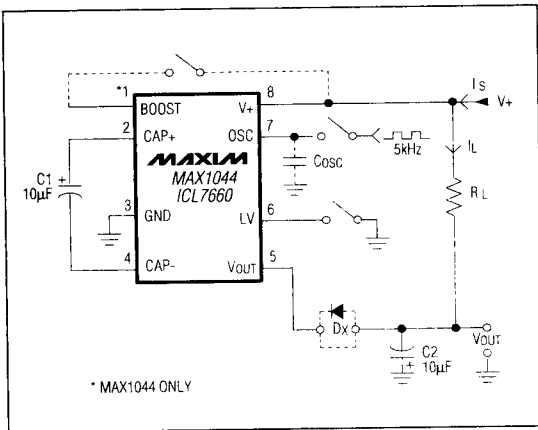 *1
8
IS
BOOST
V+
V+
2
CAP+
OSC
7
5kHz
IL
MAXIM
COSC
C1
+
10µF
MAX1044
ICL7660
RL
3
GND
LV
6
4
CAP-
VOUT
5
DX
VOUT
C2
+
10µF
* MAX1044 ONLY